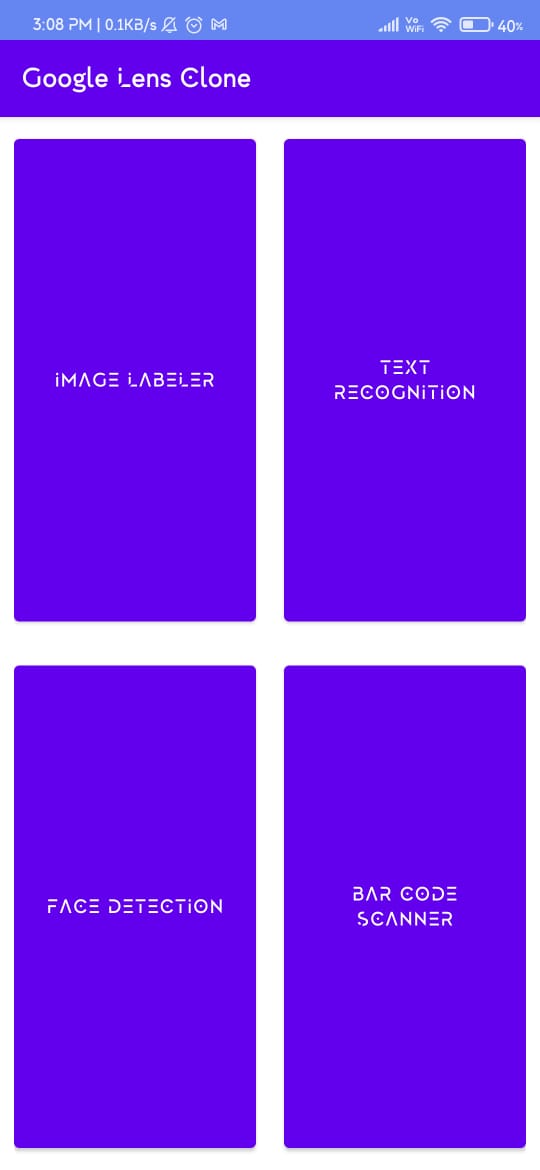 3:08 PM | 0.1KB/s Vo WiFi 40%
Google Lens Clone
IMAGE LABELER
TEXT
RECOGNITION
FACE DETECTION
BAR CODE
SCANNER